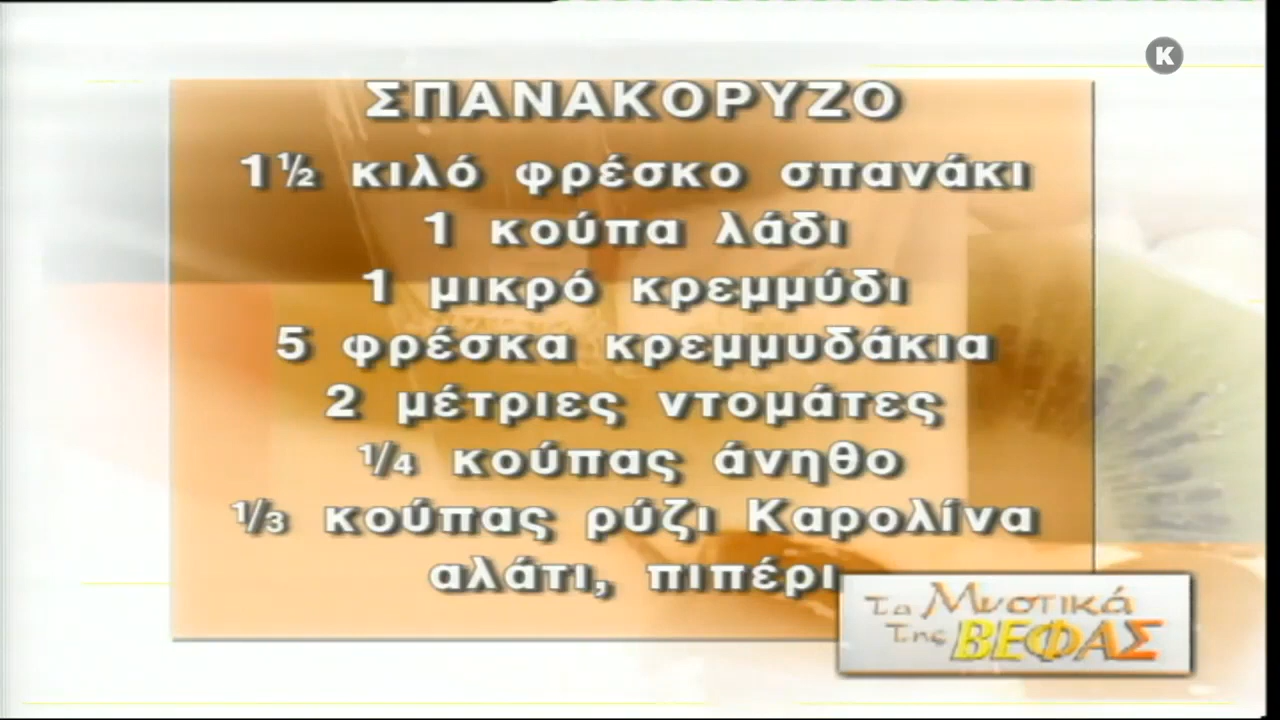 K
ΣΠΑΝΑΚΟΡΥΖΟ
1½ κιλό φρέσκο σπανάκι
1 κούπα λάδι
1 μικρό κρεμμύδι
5 φρέσκα κρεμμυδάκια
2 μέτριες ντομάτες
1/4 κούπας άνηθο
1/3 κούπας ρύζι Καρολίνα
αλάτι, πιπέρι
Τα Μυστικά
Της ΒΕΦΑΣ